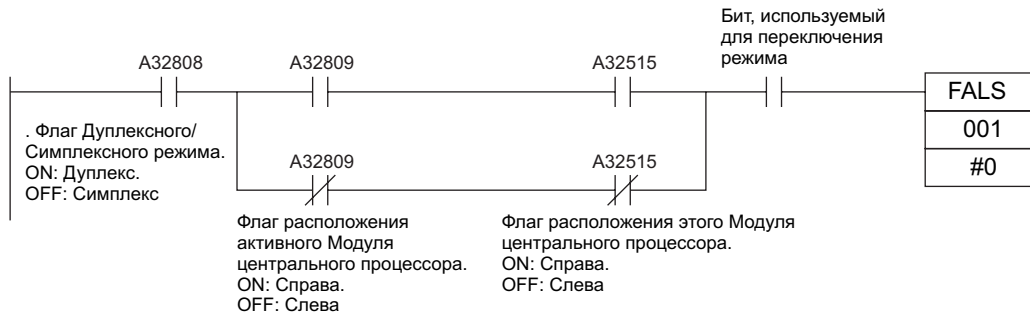 Бит, используемый
для переключения
режима
A32808
A32809
A32515
FALS
001
#0
. Флаг Дуплексного/
Симплексного режима.
ON: Дуплекс.
OFF: Симплекс
A32809
A32515
Флаг расположения
активного Модуля
центрального процессора.
ON: Справа.
OFF: Слева
Флаг расположения этого Модуля
центрального процессора.
ON: Справа.
OFF: Слева